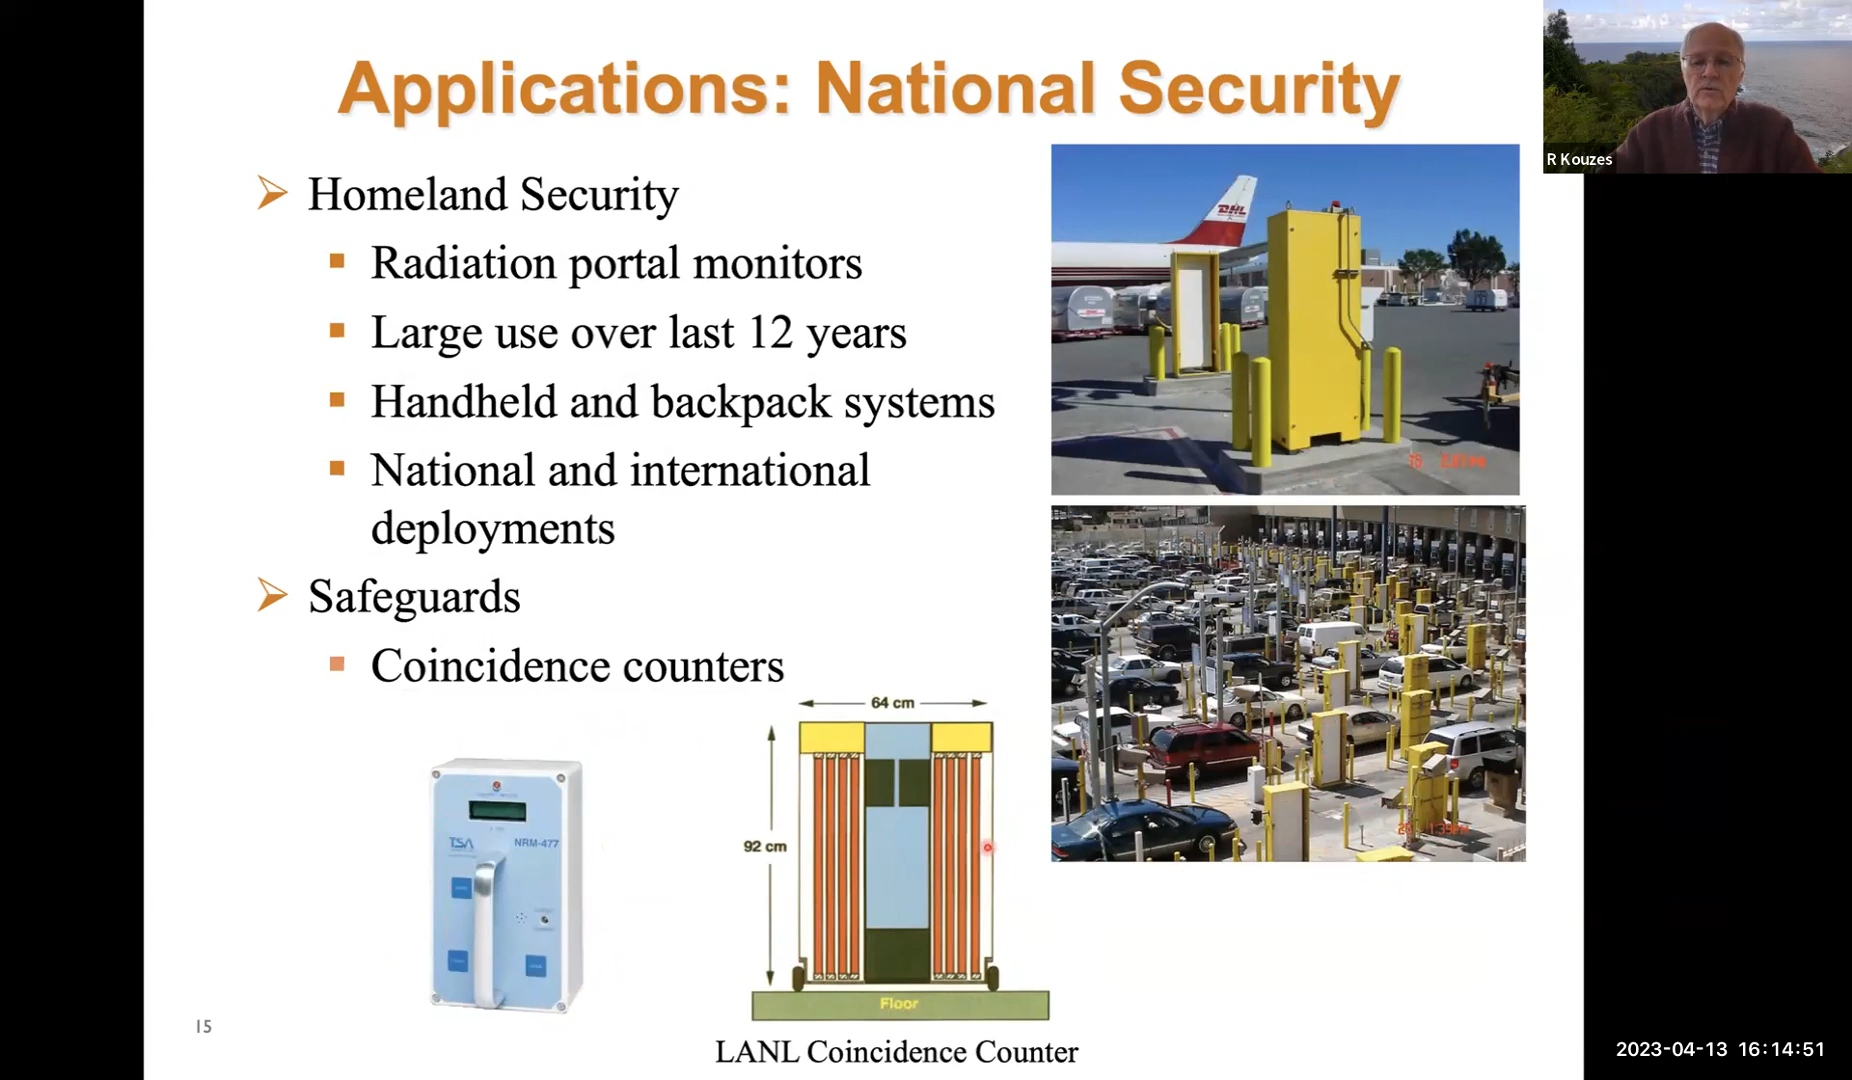 Applications: National Security
R Kouzes
Homeland Security
Radiation portal monitors
Large use over last 12 years
Handheld and backpack systems
National and international
deployments
Safeguards
Coincidence counters
DHL
64 cm
92 cm
TSA
NRM-477
Floor
LANL Coincidence Counter
15
2023-04-13 16:14:51